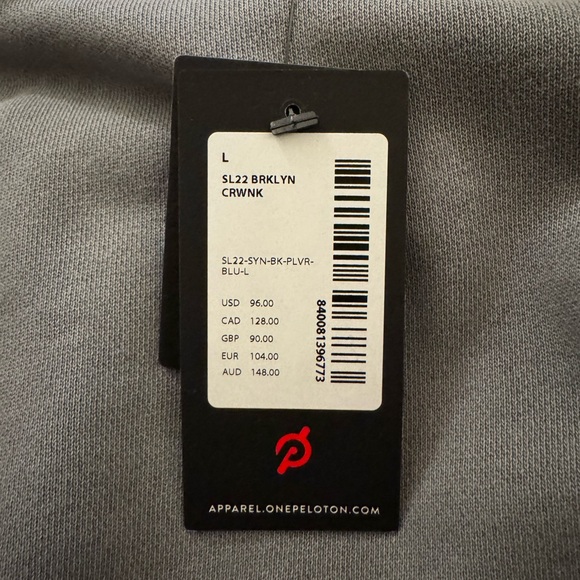 L
SL22 BRKLYN
CRWNK
SL22-SYN-BK-PLVR-
BLU-L
USD 96.00
CAD 128.00
GBP 90.00
EUR 104.00
AUD 148.00
840081396773
APPAREL.ONEPELOTON.COM